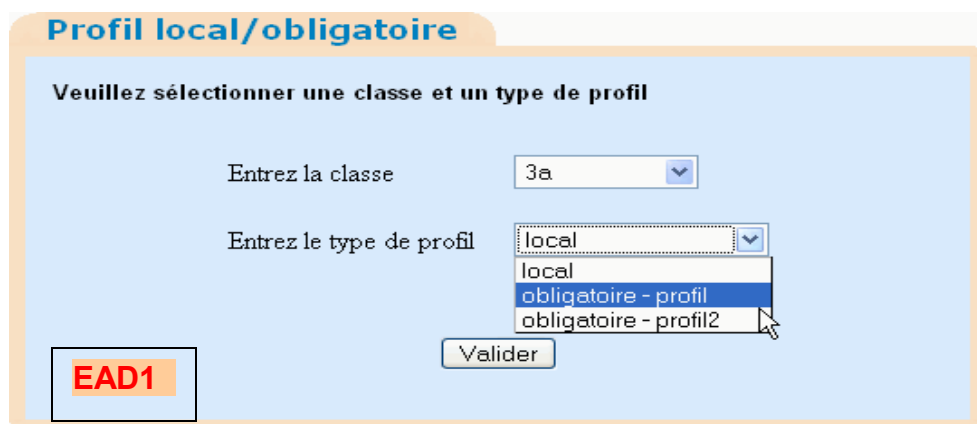 Profil local/obligatoire
Veuillez sélectionner une classe et un type de profil
Entrez la classe 3a
Entrez le type de profil local
local
obligatoire - profil
obligatoire - profil2
Valider
EAD1